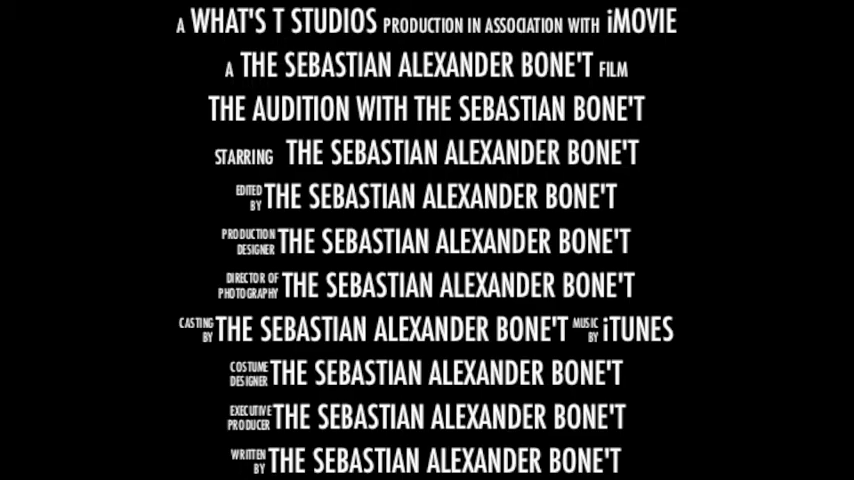 A WHAT'S T STUDIOS PRODUCTION IN ASSOCIATION WITH iMOVIE
A THE SEBASTIAN ALEXANDER BONE'T FILM
THE AUDITION WITH THE SEBASTIAN BONE'T
STARRING THE SEBASTIAN ALEXANDER BONE'T
EDITED BY THE SEBASTIAN ALEXANDER BONE'T
PRODUCTION DESIGNER THE SEBASTIAN ALEXANDER BONE'T
DIRECTOR OF PHOTOGRAPHY THE SEBASTIAN ALEXANDER BONE'T
CASTING BY THE SEBASTIAN ALEXANDER BONE'T MUSIC BY iTUNES
COSTUME DESIGNER THE SEBASTIAN ALEXANDER BONE'T
EXECUTIVE PRODUCER THE SEBASTIAN ALEXANDER BONE'T
WRITTEN BY THE SEBASTIAN ALEXANDER BONE'T